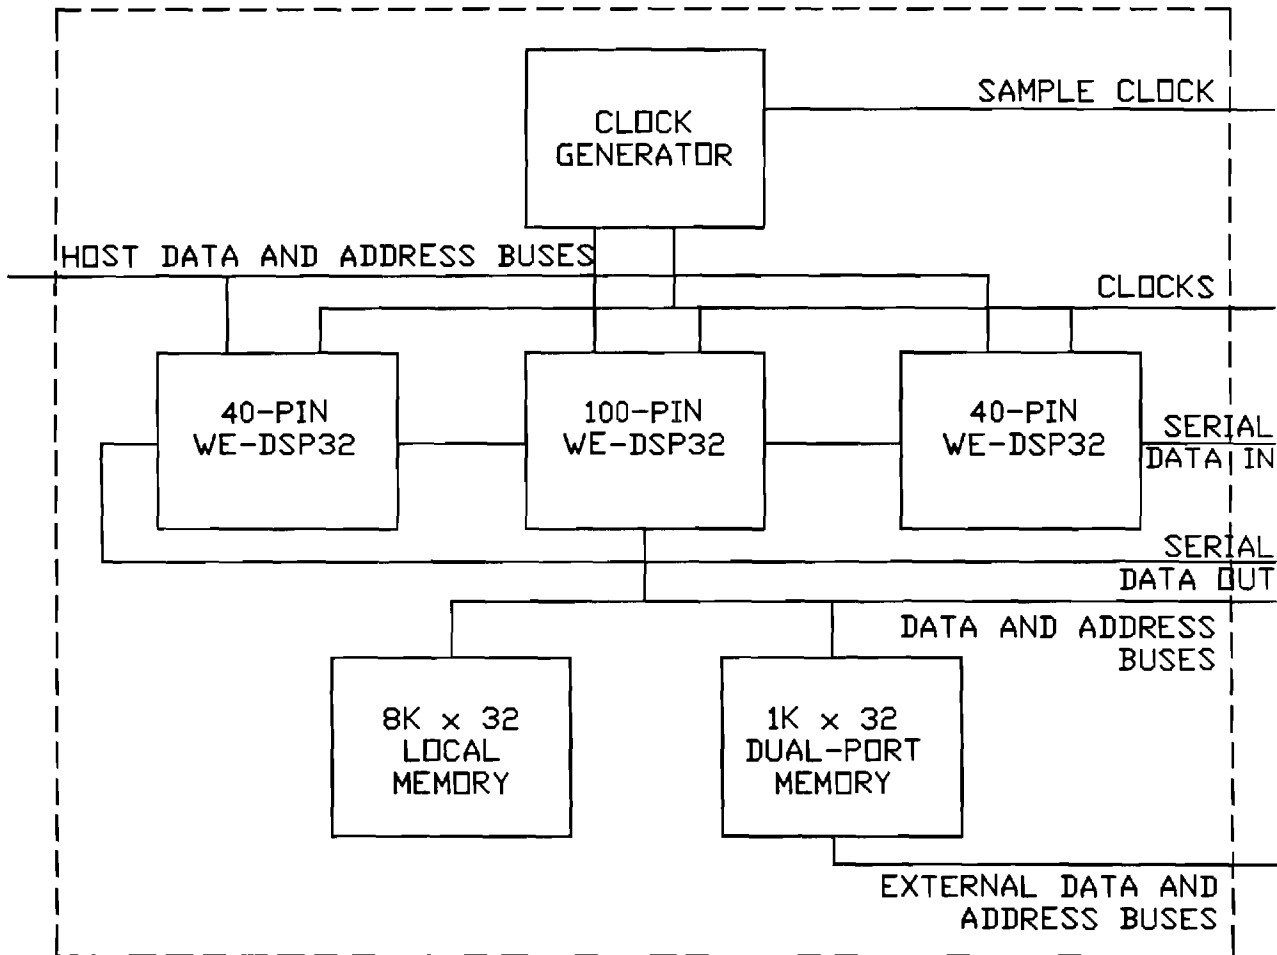 SAMPLE CLOCK
CLOCK
GENERATOR
HOST DATA AND ADDRESS BUSES
CLOCKS
40-PIN
WE-DSP32
100-PIN
WE-DSP32
40-PIN
WE-DSP32
SERIAL
DATA IN
SERIAL
DATA OUT
DATA AND ADDRESS
BUSES
8K x 32
LOCAL
MEMORY
1K x 32
DUAL-PORT
MEMORY
EXTERNAL DATA AND
ADDRESS BUSES